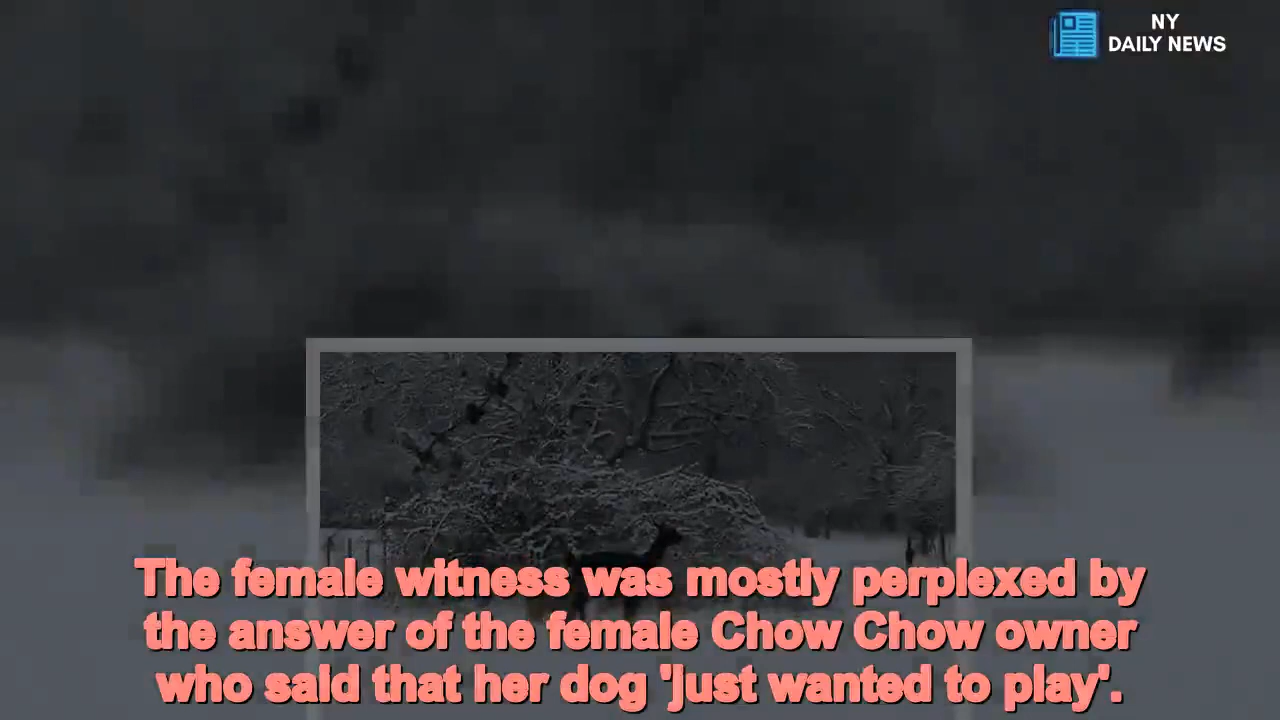 NY
DAILY NEWS
The female witness was mostly perplexed by
the answer of the female Chow Chow owner
who said that her dog 'just wanted to play'.